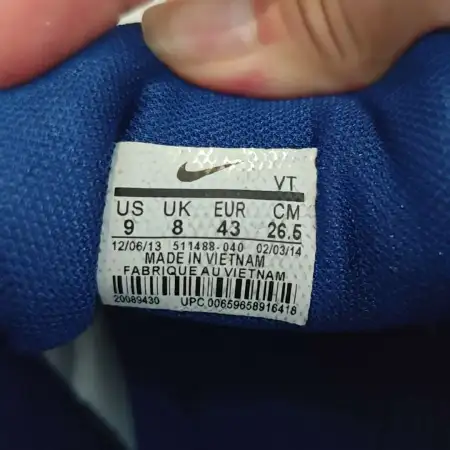 VT
US UK EUR CM
9 8 43 26.5
12/06/13 511488-040 02/03/14
MADE IN VIETNAM
FABRIQUE AU VIETNAM
20089430 UPC 00659658916418